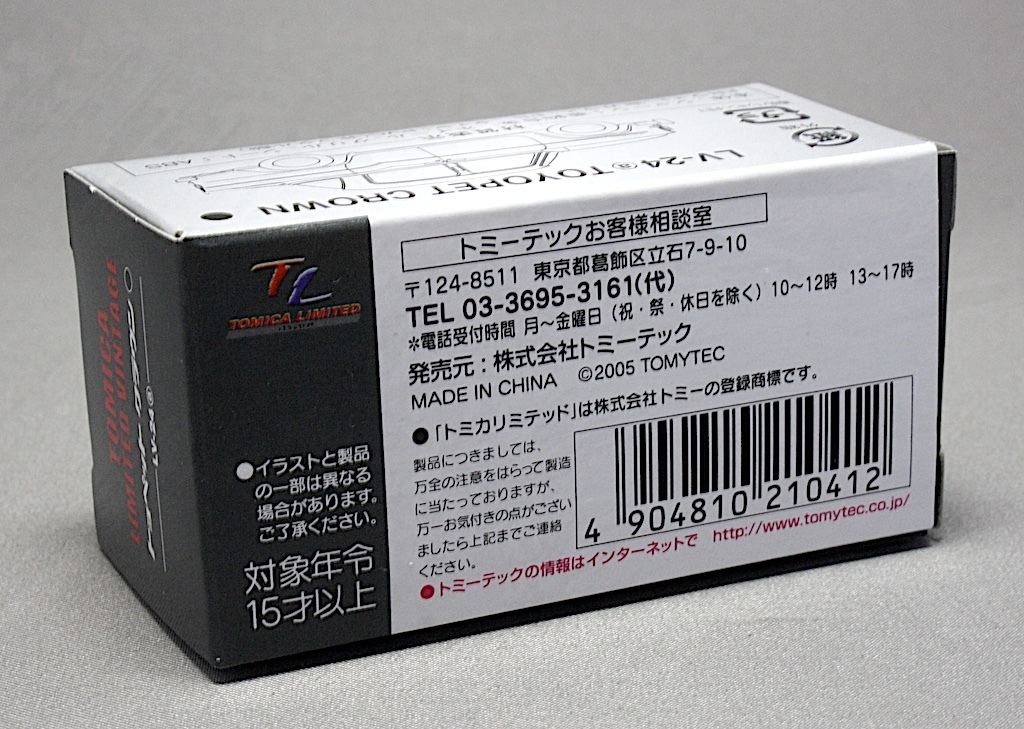 LV-24ⓐ TOYOPET CROWN
TOMICA
LIMITED VINTAGE
TL
TOMICA LIMITED
●イラストと製品
の一部は異なる
場合があります。
ご了承ください。
対象年令
15才以上
トミーテックお客様相談室
〒124-8511 東京都葛飾区立石7-9-10
TEL 03-3695-3161(代)
*電話受付時間 月〜金曜日(祝・祭・休日を除く) 10〜12時 13〜17時
発売元:株式会社トミーテック
MADE IN CHINA ©2005 TOMYTEC
●「トミカリミテッド」は株式会社トミーの登録商標です。
製品につきましては、
万全の注意をはらって製造
に当たっておりますが、
万一お気付きの点がござい
ましたら上記までご連絡
ください。
4 904810 210412
●トミーテックの情報はインターネットで http://www.tomytec.co.jp/